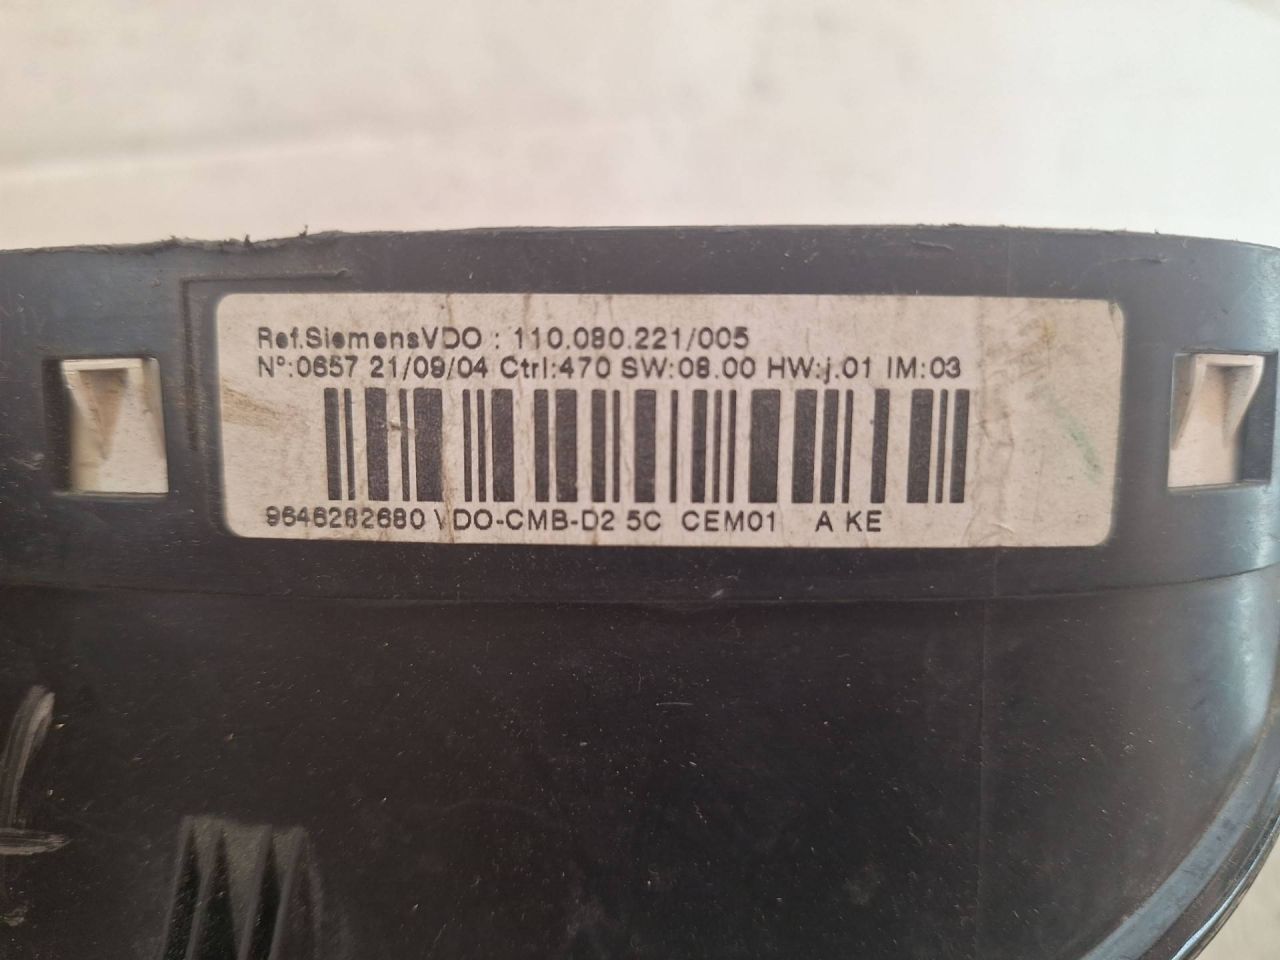 Ref.SiemensVDO : 110.080.221/005
Nº:0657 21/09/04 Ctrl:470 SW:08.00 HW:j.01 IM:03
9646282680 VDO-CMB-D2 5C CEM01 A KE